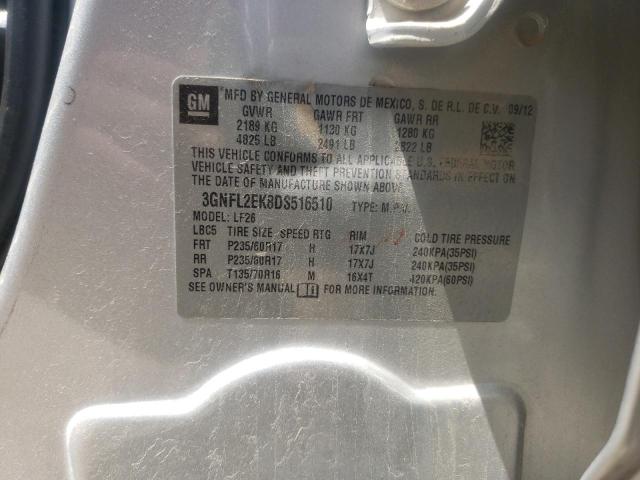 GM
MFD BY GENERAL MOTORS DE MEXICO, S. DE R.L. DE C.V. 09/12
GVWR GAWR FRT GAWR RR
2189 KG 1130 KG 1280 KG
4825 LB 2491 LB 2822 LB
THIS VEHICLE CONFORMS TO ALL APPLICABLE U.S. FEDERAL MOTOR
VEHICLE SAFETY AND THEFT PREVENTION STANDARDS IN EFFECT ON THE DATE
OF MANUFACTURE SHOWN ABOVE.
3GNFL2EK8DS516510 TYPE: M.P.V.
MODEL: LF26
LBC5 TIRE SIZE SPEED RTG RIM COLD TIRE PRESSURE
FRT P235/60R17 H 17X7J 240KPA(35PSI)
RR P235/60R17 H 17X7J 240KPA(35PSI)
SPA T135/70R16 M 16X4T 420KPA(60PSI)
SEE OWNER'S MANUAL FOR MORE INFORMATION.